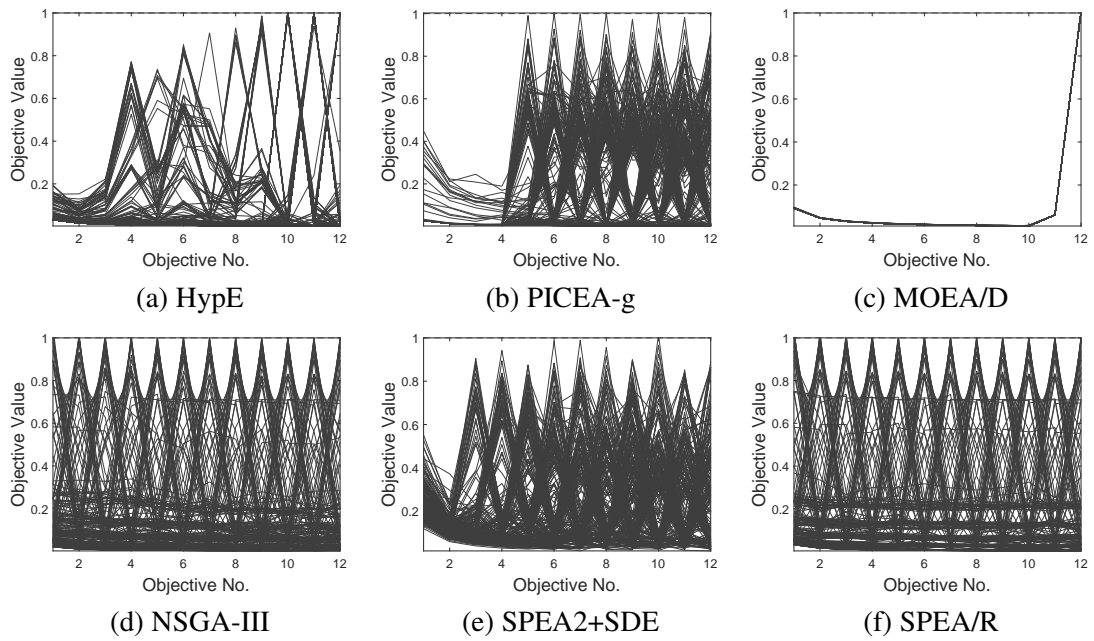 1
0.8
0.6
0.4
0.2
Objective Value
2 4 6 8 10 12
Objective No.
(a) HypE
1
0.8
0.6
0.4
0.2
Objective Value
2 4 6 8 10 12
Objective No.
(b) PICEA-g
1
0.8
0.6
0.4
0.2
Objective Value
2 4 6 8 10 12
Objective No.
(c) MOEA/D
1
0.8
0.6
0.4
0.2
Objective Value
2 4 6 8 10 12
Objective No.
(d) NSGA-III
1
0.8
0.6
0.4
0.2
Objective Value
2 4 6 8 10 12
Objective No.
(e) SPEA2+SDE
1
0.8
0.6
0.4
0.2
Objective Value
2 4 6 8 10 12
Objective No.
(f) SPEA/R